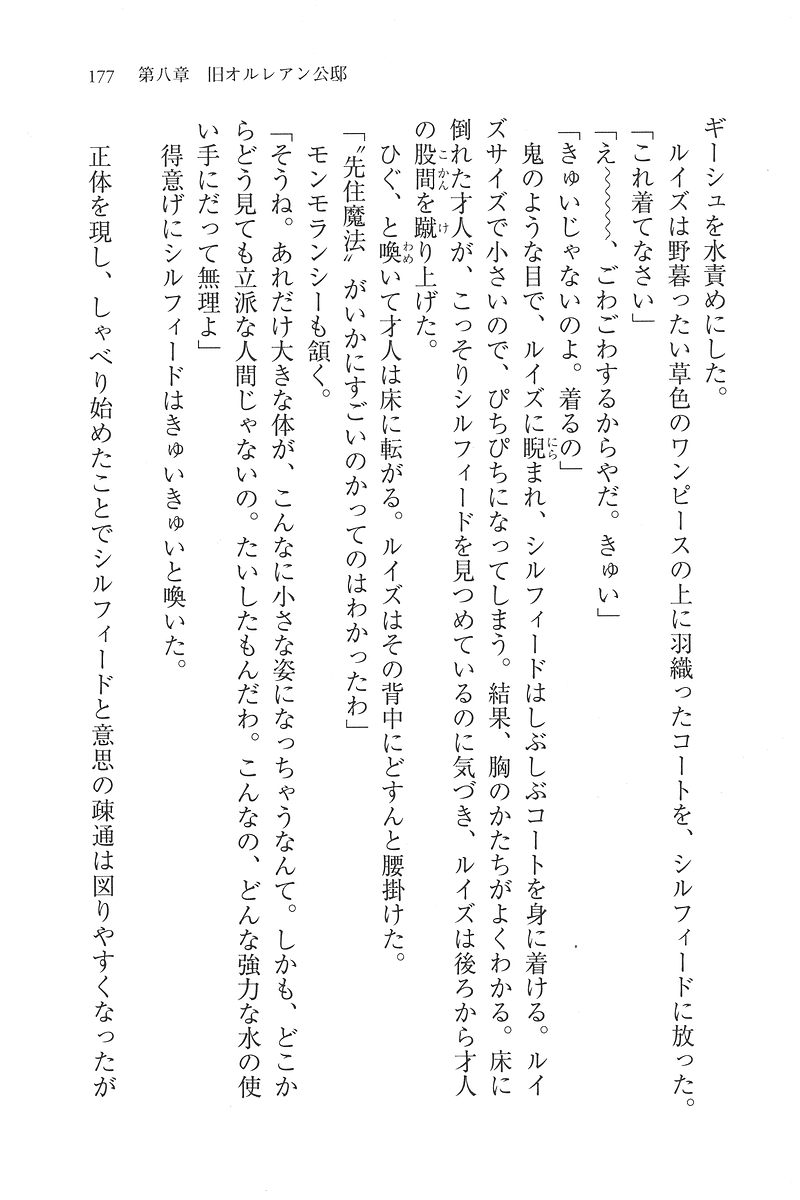 177　第八章　旧オルレアン公邸
ギーシュを水責めにした。
　ルイズは野暮ったい草色のワンピースの上に羽織ったコートを、シルフィードに放った。
「これ着てなさい」
「え～～～～、ごわごわするからやだ。きゅい」
「きゅいじゃないのよ。着るの」
　鬼のような目で、ルイズに睨まれ、シルフィードはしぶしぶコートを身に着ける。ルイ
ズサイズで小さいので、ぴちぴちになってしまう。結果、胸のかたちがよくわかる。床に
倒れた才人が、こっそりシルフィードを見つめているのに気づき、ルイズは後ろから才人
の股間を蹴り上げた。
　ひぐ、と喚いて才人は床に転がる。ルイズはその背中にどすんと腰掛けた。
「〝先住魔法〟がいかにすごいのかってのはわかったわ」
　モンモランシーも頷く。
「そうね。あれだけ大きな体が、こんなに小さな姿になっちゃうなんて。しかも、どこか
らどう見ても立派な人間じゃないの。たいしたもんだわ。こんなの、どんな強力な水の使
い手にだって無理よ」
　得意げにシルフィードはきゅいきゅいと喚いた。
　正体を現し、しゃべり始めたことでシルフィードと意思の疎通は図りやすくなったが